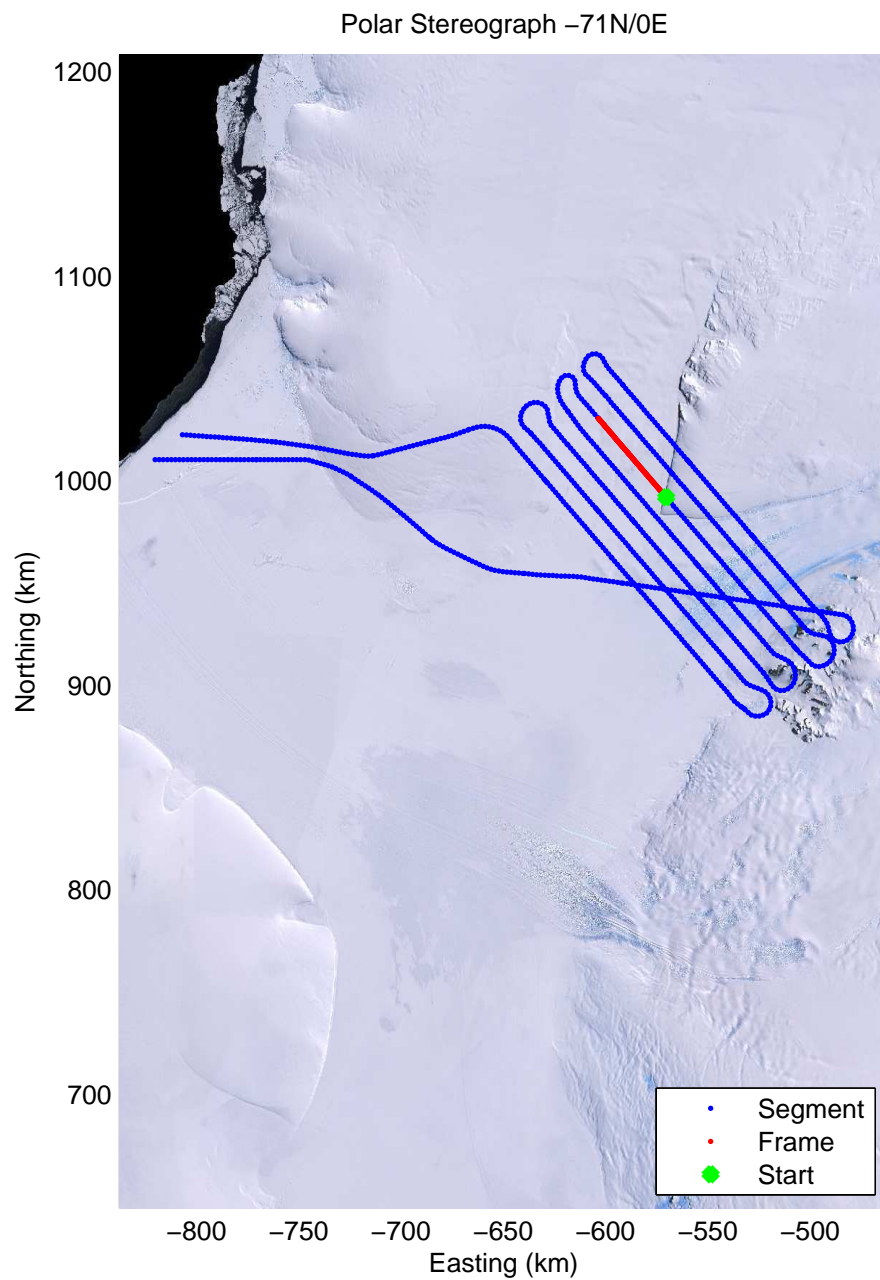 Polar Stereograph −71N/0E
1200
1100
1000
900
800
700
Northing (km)
−800
−750
−700
−650
−600
−550
−500
Easting (km)
Segment
Frame
Start